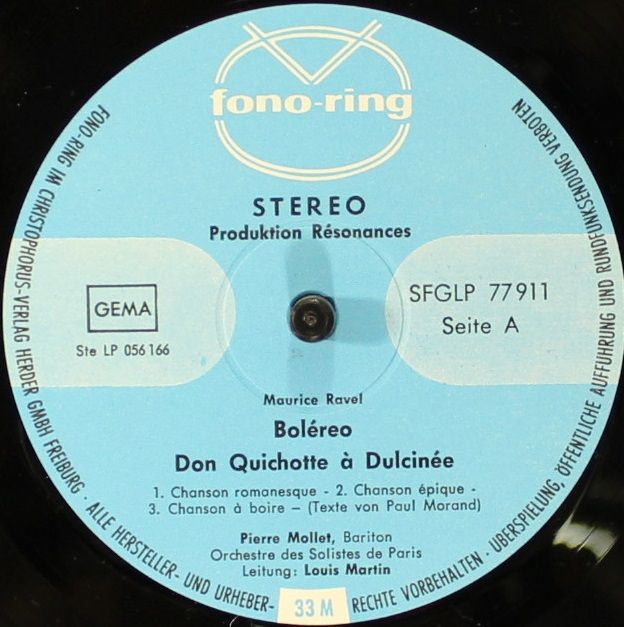 fono-ring
STEREO
Produktion Résonances
GEMA
Ste LP 056 166
SFGLP 77 911
Seite A
Maurice Ravel
Boléreo
Don Quichotte à Dulcinée
1. Chanson romanesque - 2. Chanson épique -
3. Chanson à boire – (Texte von Paul Morand)
Pierre Mollet, Bariton
Orchestre des Solistes de Paris
Leitung: Louis Martin
33 M
FONO-RING IM CHRISTOPHORUS-VERLAG HERDER GMBH FREIBURG · ALLE HERSTELLER- UND URHEBER- RECHTE VORBEHALTEN · ÜBERSPIELUNG, ÖFFENTLICHE AUFFÜHRUNG UND RUNDFUNKSENDUNG VERBOTEN